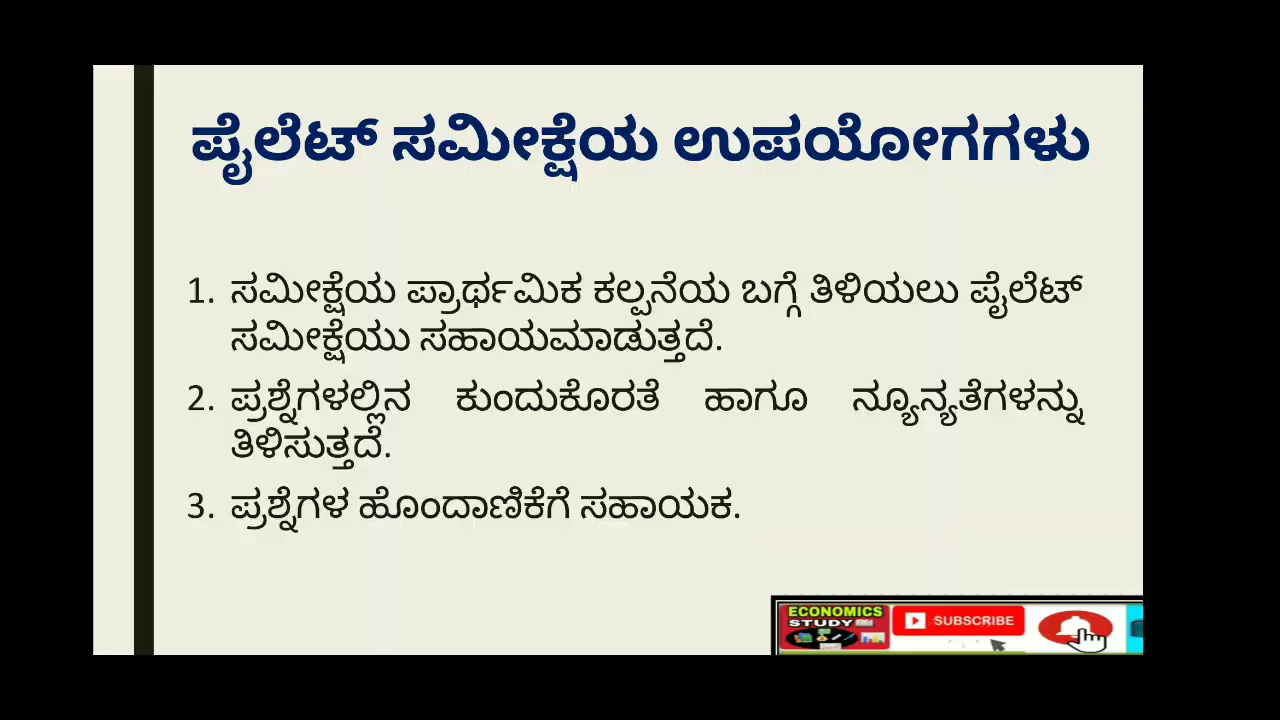 ಪೈಲೆಟ್ ಸಮೀಕ್ಷೆಯ ಉಪಯೋಗಗಳು
1. ಸಮೀಕ್ಷೆಯ ಪ್ರಾರ್ಥಮಿಕ ಕಲ್ಪನೆಯ ಬಗ್ಗೆ ತಿಳಿಯಲು ಪೈಲೆಟ್
ಸಮೀಕ್ಷೆಯು ಸಹಾಯಮಾಡುತ್ತದೆ.
2. ಪ್ರಶ್ನೆಗಳಲ್ಲಿನ ಕುಂದುಕೊರತೆ ಹಾಗೂ ನ್ಯೂನ್ಯತೆಗಳನ್ನು
ತಿಳಿಸುತ್ತದೆ.
3. ಪ್ರಶ್ನೆಗಳ ಹೊಂದಾಣಿಕೆಗೆ ಸಹಾಯಕ.
ECONOMICS
STUDY
SUBSCRIBE